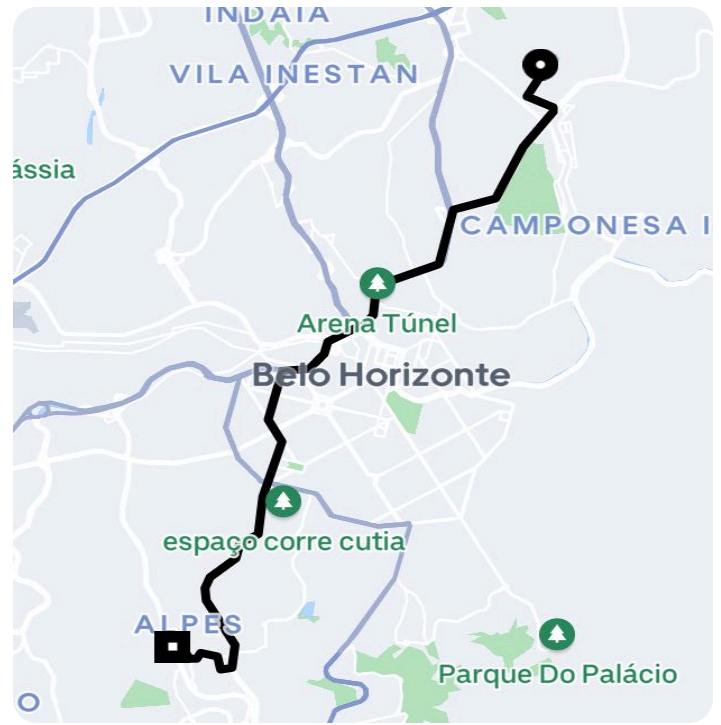 INDAIÁ
VILA INESTAN
ássia
CAMPONESA I
Arena Túnel
Belo Horizonte
espaço corre cutia
ALPES
Parque Do Palácio
O